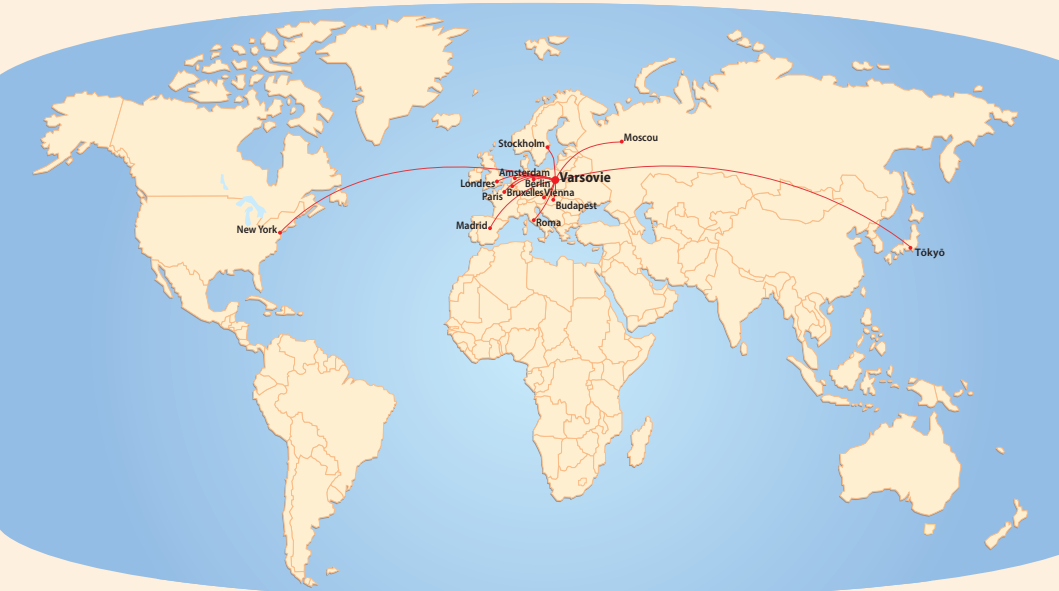 Moscou
Stockholm
Amsterdam
Varsovie
Londres
Berlin
Paris
Bruxelles
Vienna
Budapest
Madrid
Roma
New York
Tōkyō